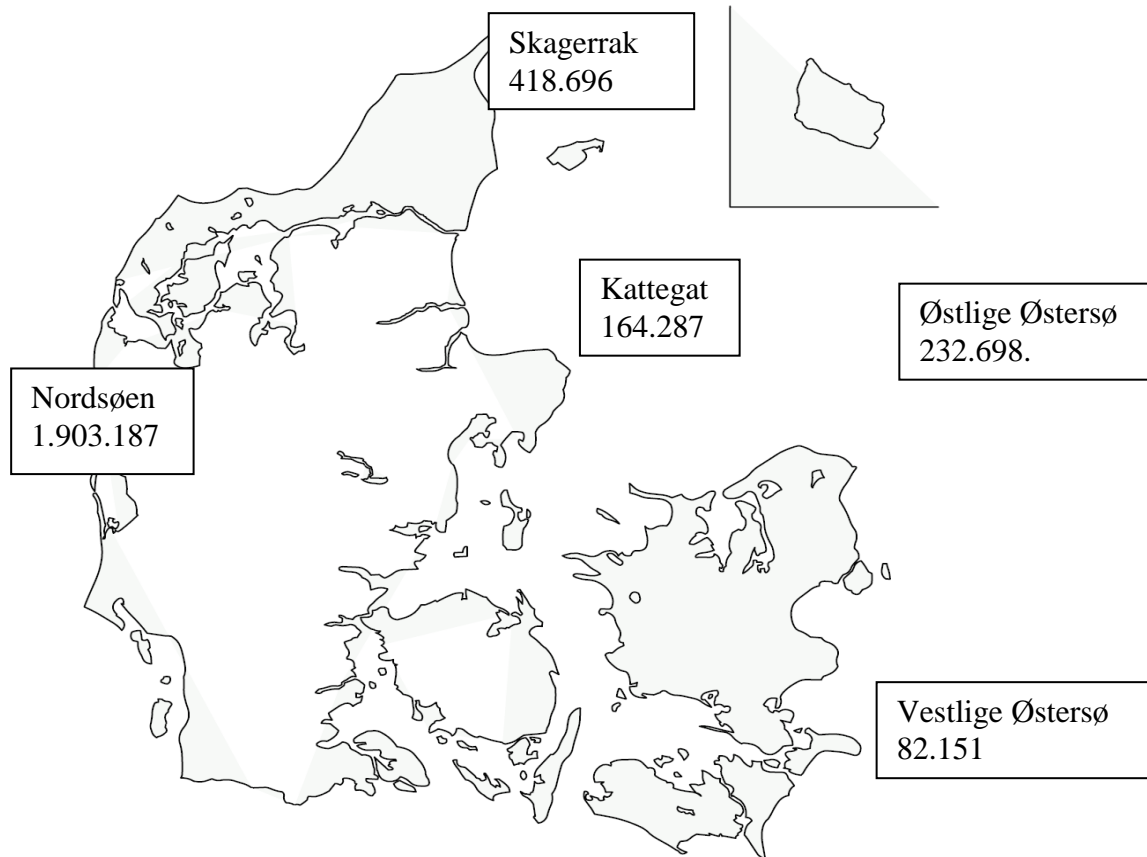 Skagerrak
418.696
Kattegat
164.287
Østlige Østersø
232.698.
Nordsøen
1.903.187
Vestlige Østersø
82.151